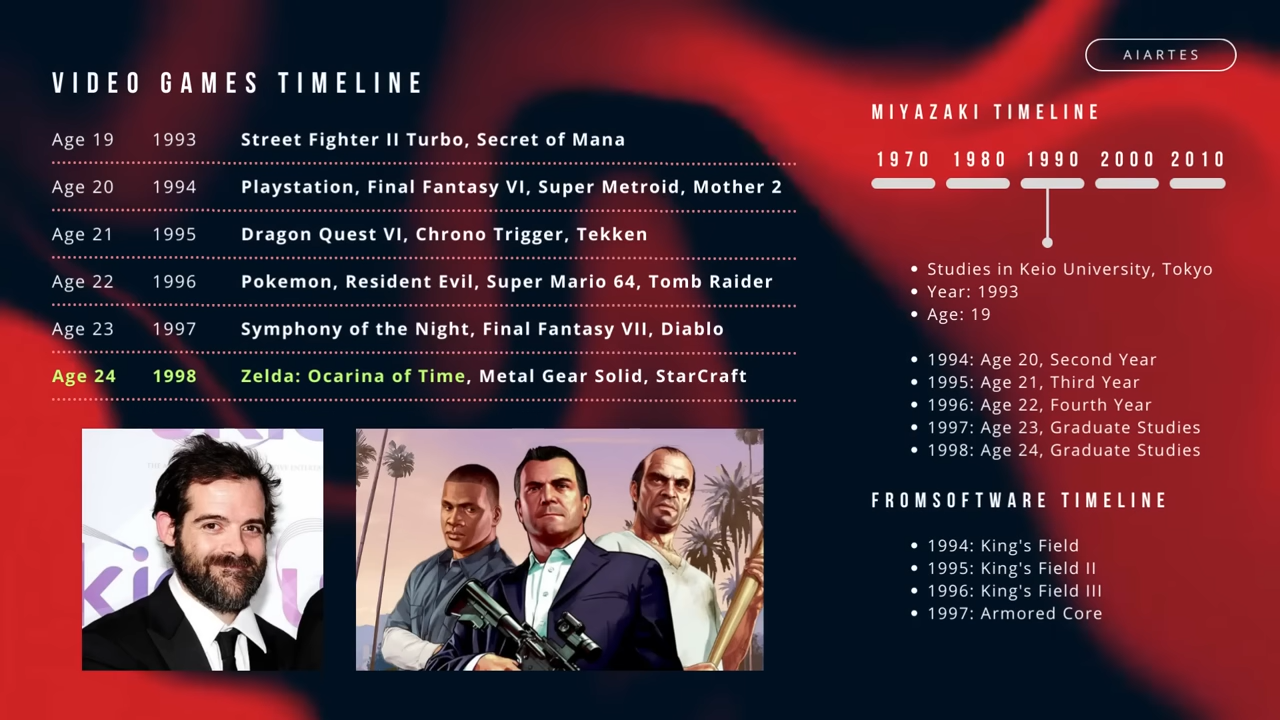 AIARTES
VIDEO GAMES TIMELINE
Age 19 1993 Street Fighter II Turbo, Secret of Mana
Age 20 1994 Playstation, Final Fantasy VI, Super Metroid, Mother 2
Age 21 1995 Dragon Quest VI, Chrono Trigger, Tekken
Age 22 1996 Pokemon, Resident Evil, Super Mario 64, Tomb Raider
Age 23 1997 Symphony of the Night, Final Fantasy VII, Diablo
Age 24 1998 Zelda: Ocarina of Time, Metal Gear Solid, StarCraft
MIYAZAKI TIMELINE
1970 1980 1990 2000 2010
• Studies in Keio University, Tokyo
• Year: 1993
• Age: 19
• 1994: Age 20, Second Year
• 1995: Age 21, Third Year
• 1996: Age 22, Fourth Year
• 1997: Age 23, Graduate Studies
• 1998: Age 24, Graduate Studies
FROMSOFTWARE TIMELINE
• 1994: King's Field
• 1995: King's Field II
• 1996: King's Field III
• 1997: Armored Core